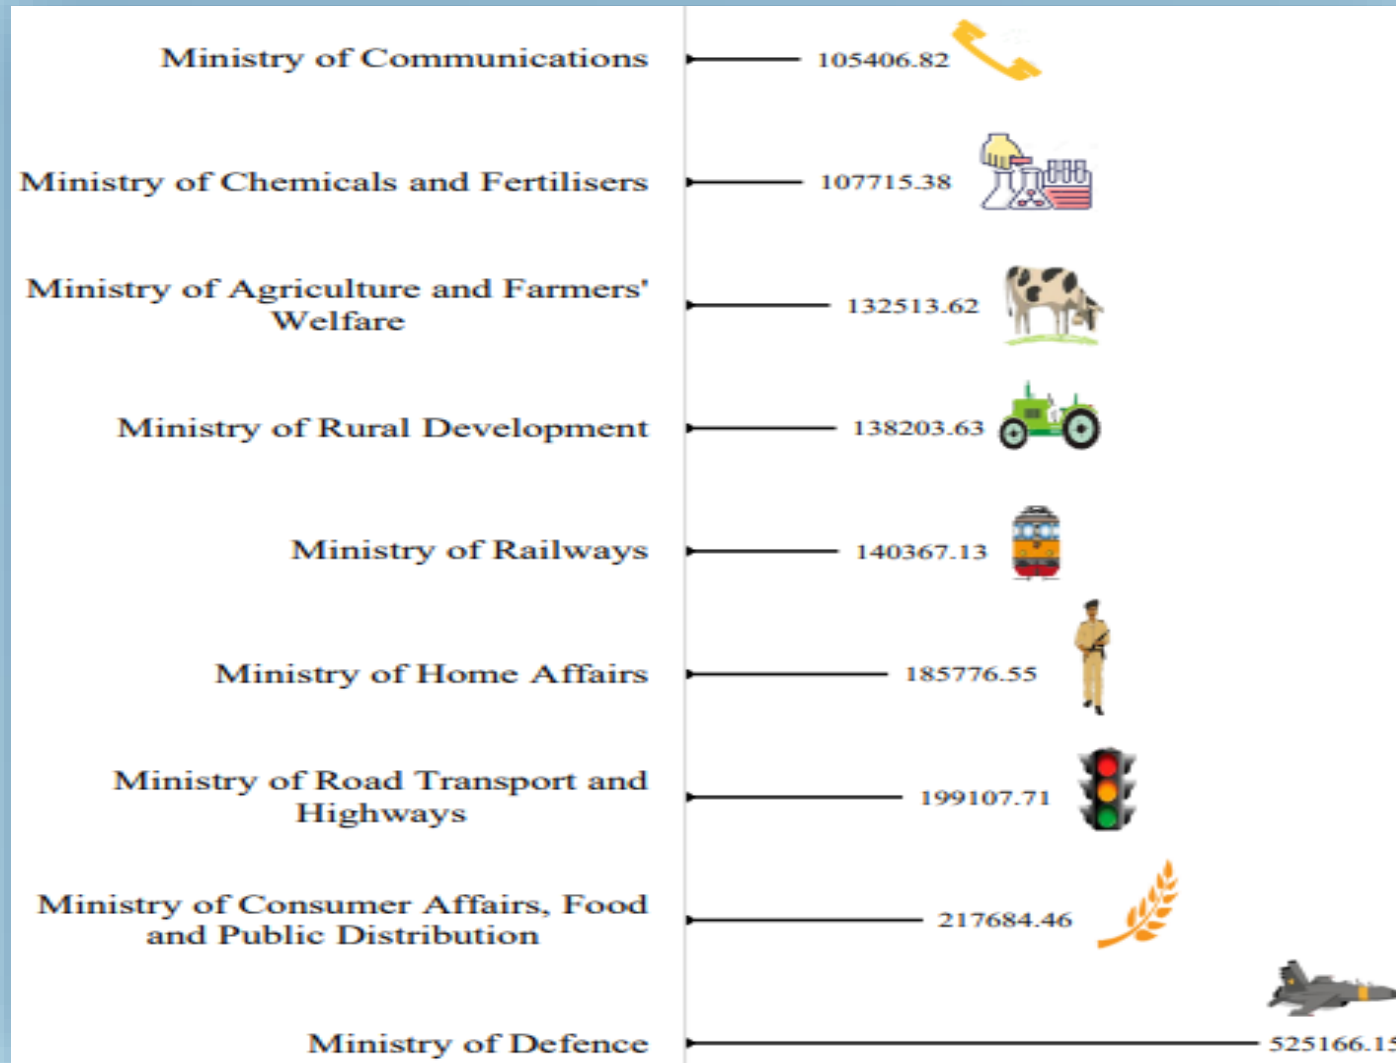 Ministry of Communications
105406.82
Ministry of Chemicals and Fertilisers
107715.38
Ministry of Agriculture and Farmers'
Welfare
132513.62
Ministry of Rural Development
138203.63
Ministry of Railways
140367.13
Ministry of Home Affairs
185776.55
Ministry of Road Transport and
Highways
199107.71
Ministry of Consumer Affairs, Food
and Public Distribution
217684.46
Ministry of Defence
525166.15